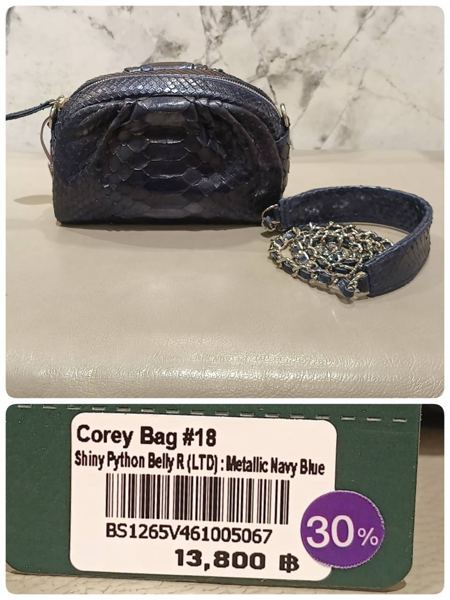 Corey Bag #18
Shiny Python Belly R (LTD) : Metallic Navy Blue
BS1265V461005067
13,800 ฿
30%